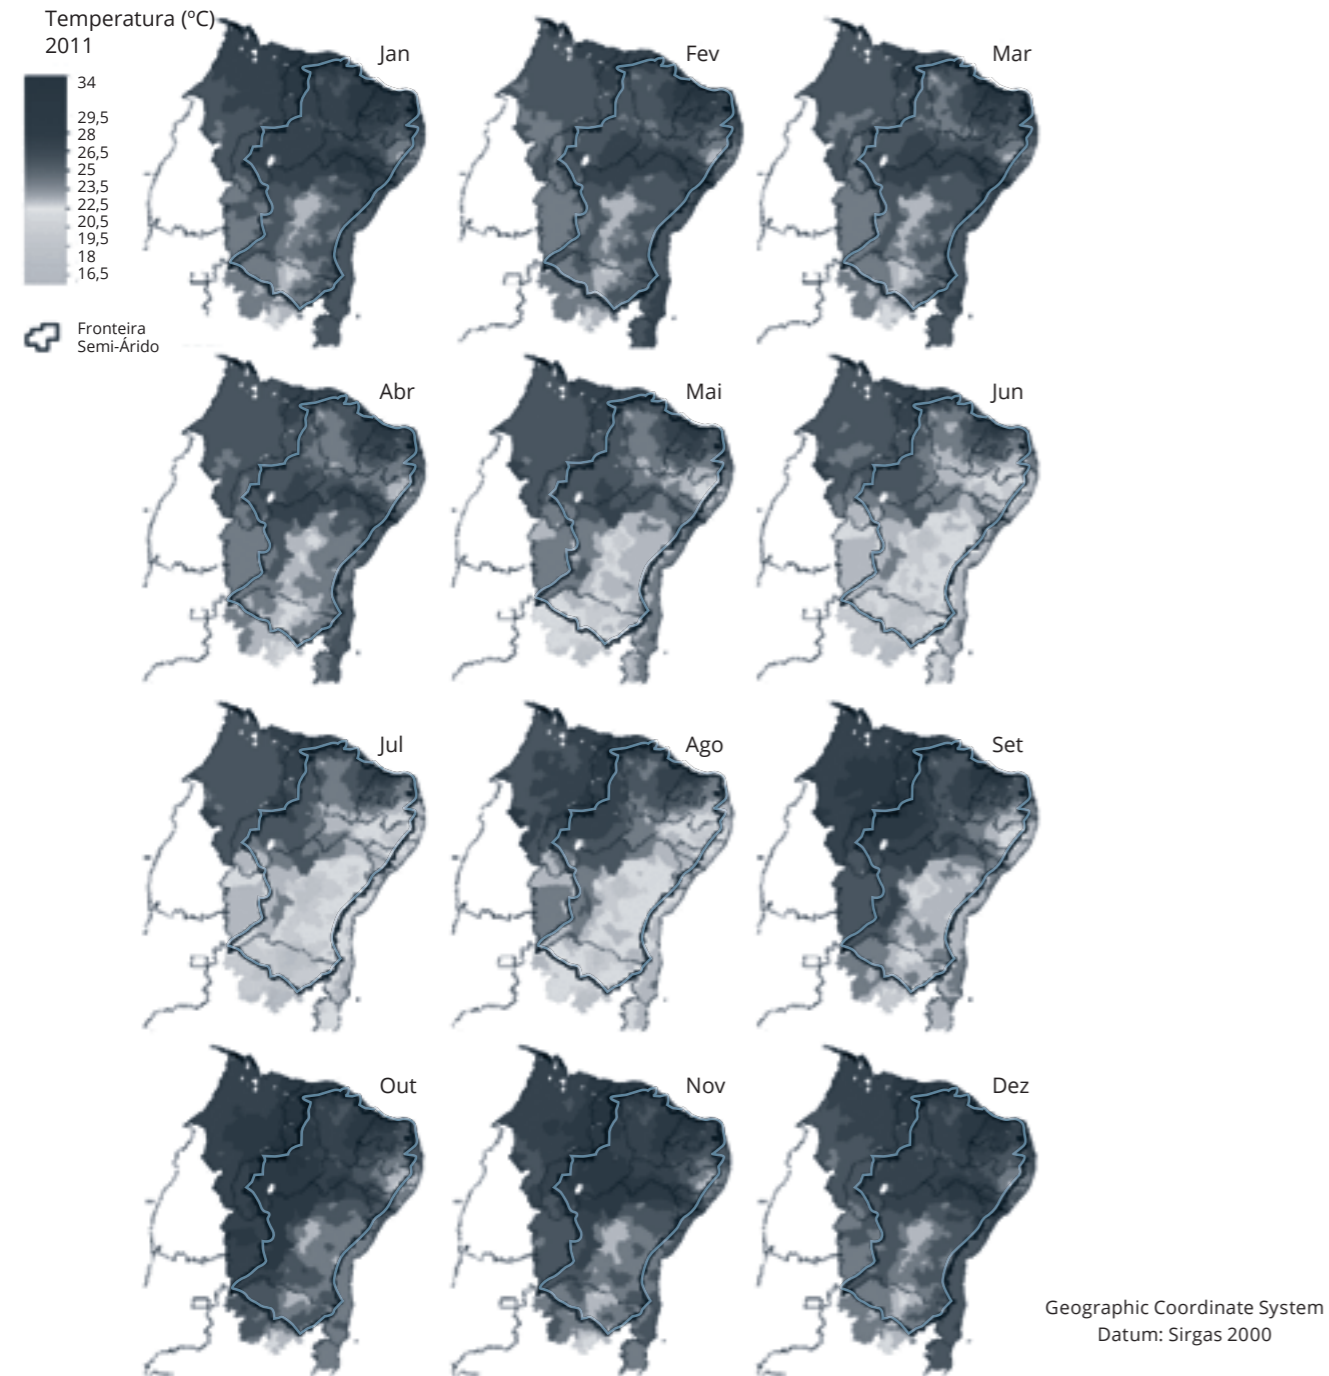 Temperatura (ºC)
2011
34
29,5
28
26,5
25
23,5
22,5
20,5
19,5
18
16,5
Fronteira
Semi-Árido
Jan
Fev
Mar
Abr
Mai
Jun
Jul
Ago
Set
Out
Nov
Dez
Geographic Coordinate System
Datum: Sirgas 2000